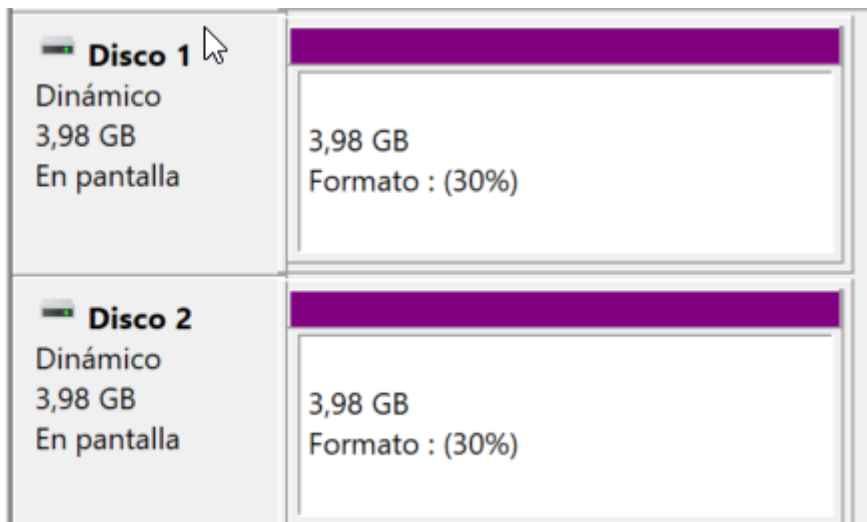 Disco 1
Dinámico
3,98 GB
En pantalla
3,98 GB
Formato : (30%)
Disco 2
Dinámico
3,98 GB
En pantalla
3,98 GB
Formato : (30%)